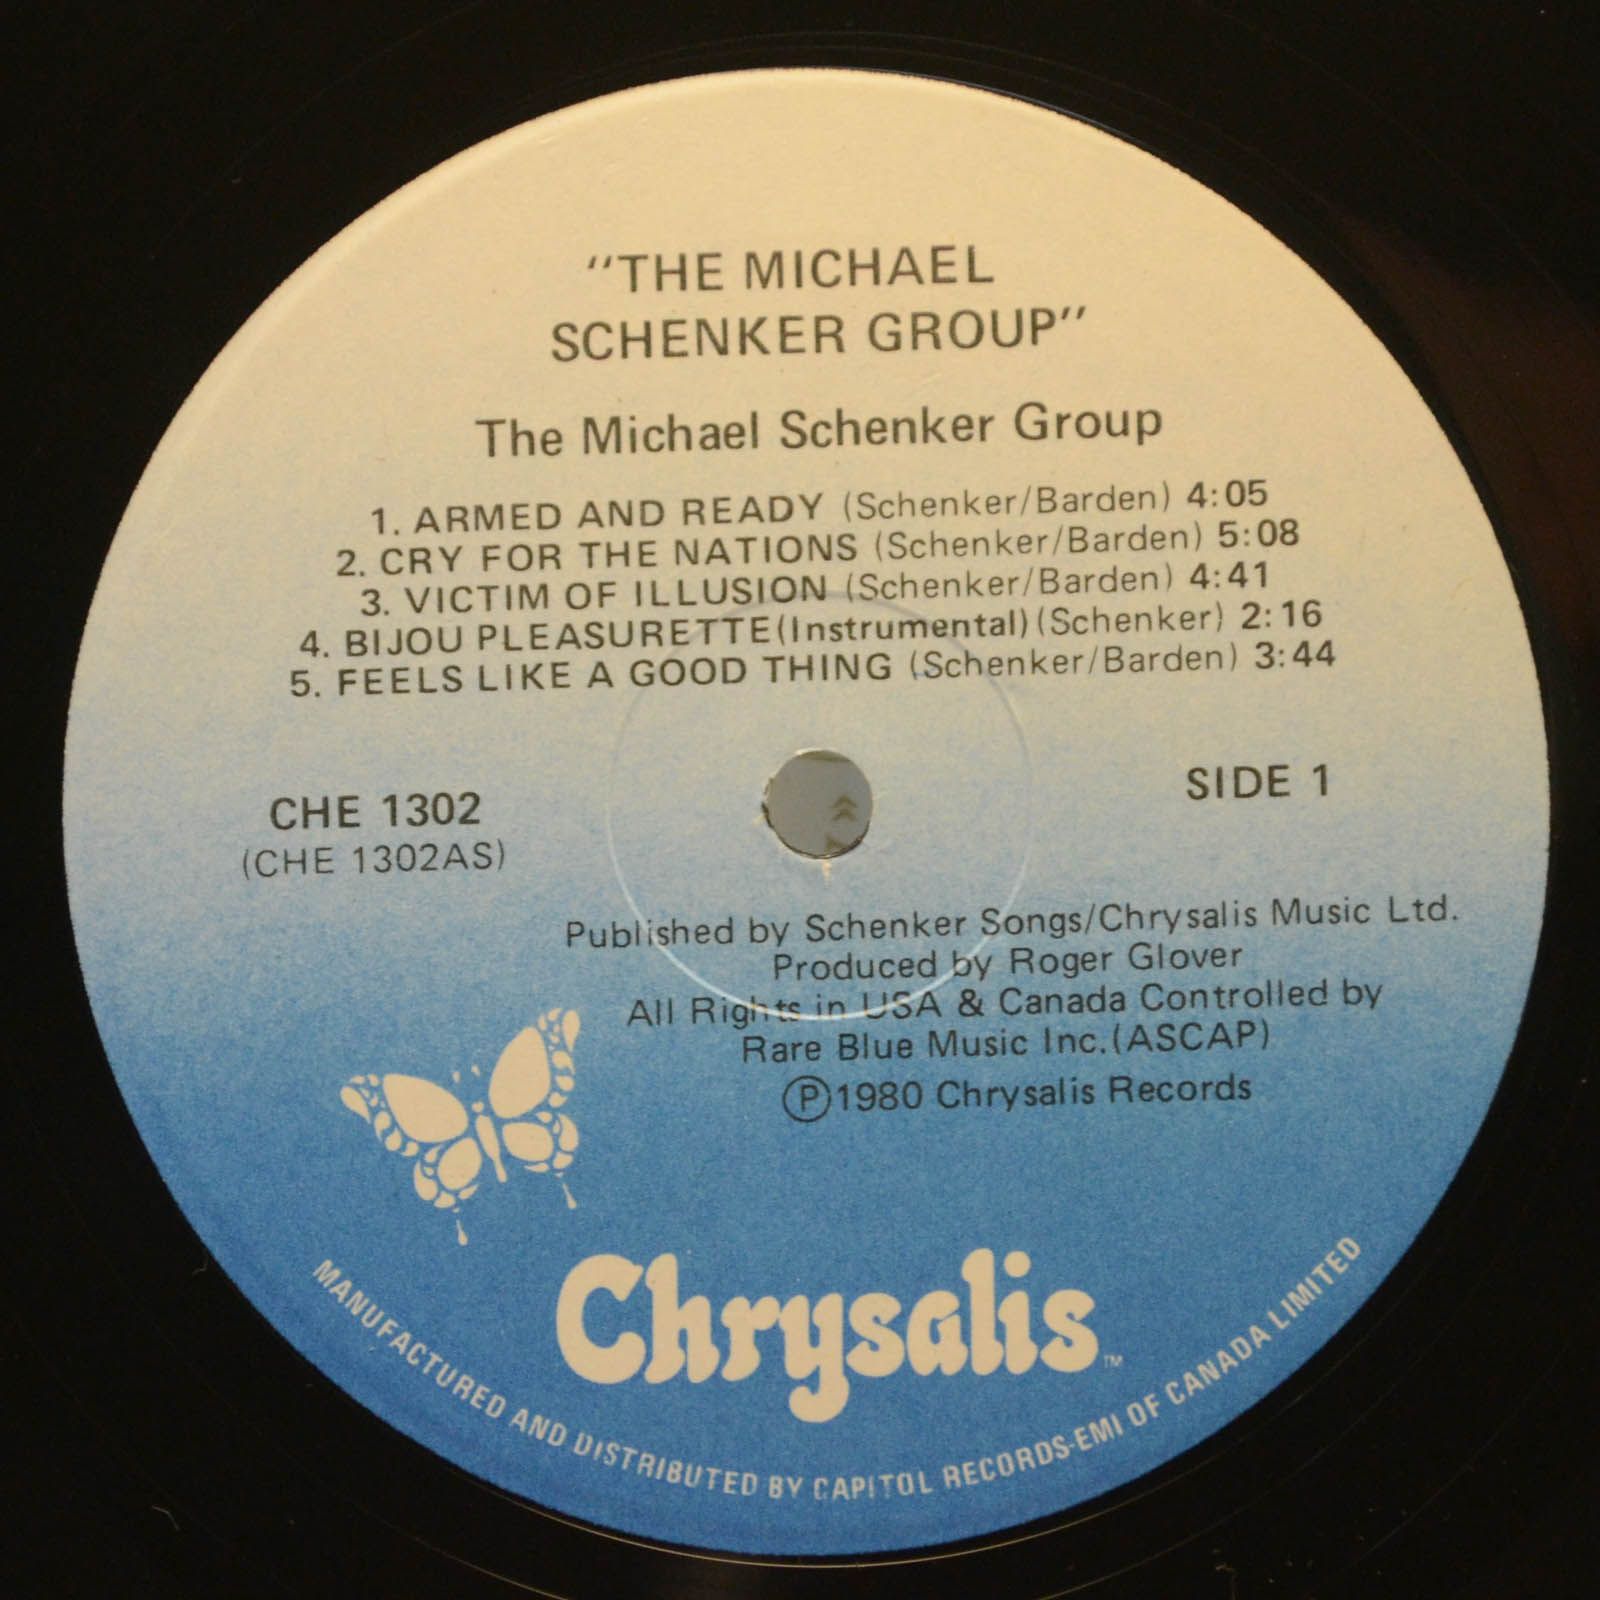 "THE MICHAEL
SCHENKER GROUP"
The Michael Schenker Group
1. ARMED AND READY (Schenker/Barden) 4:05
2. CRY FOR THE NATIONS (Schenker/Barden) 5:08
3. VICTIM OF ILLUSION (Schenker/Barden) 4:41
4. BIJOU PLEASURETTE(Instrumental)(Schenker) 2:16
5. FEELS LIKE A GOOD THING (Schenker/Barden) 3:44
SIDE 1
CHE 1302
(CHE 1302AS)
Published by Schenker Songs/Chrysalis Music Ltd.
Produced by Roger Glover
All Rights in USA & Canada Controlled by
Rare Blue Music Inc.(ASCAP)
Ⓟ1980 Chrysalis Records
Chrysalis™
MANUFACTURED AND DISTRIBUTED BY CAPITOL RECORDS-EMI OF CANADA LIMITED